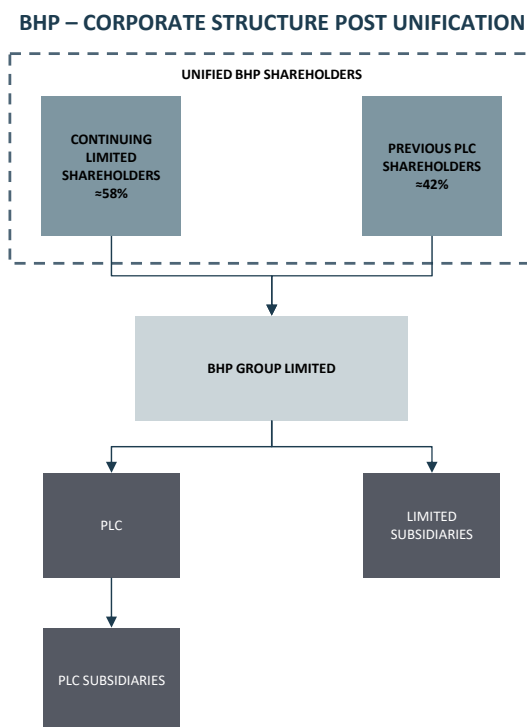 BHP – CORPORATE STRUCTURE POST UNIFICATION
UNIFIED BHP SHAREHOLDERS
CONTINUING
LIMITED
SHAREHOLDERS
≈58%
PREVIOUS PLC
SHAREHOLDERS
≈42%
BHP GROUP LIMITED
PLC
LIMITED
SUBSIDIARIES
PLC SUBSIDIARIES